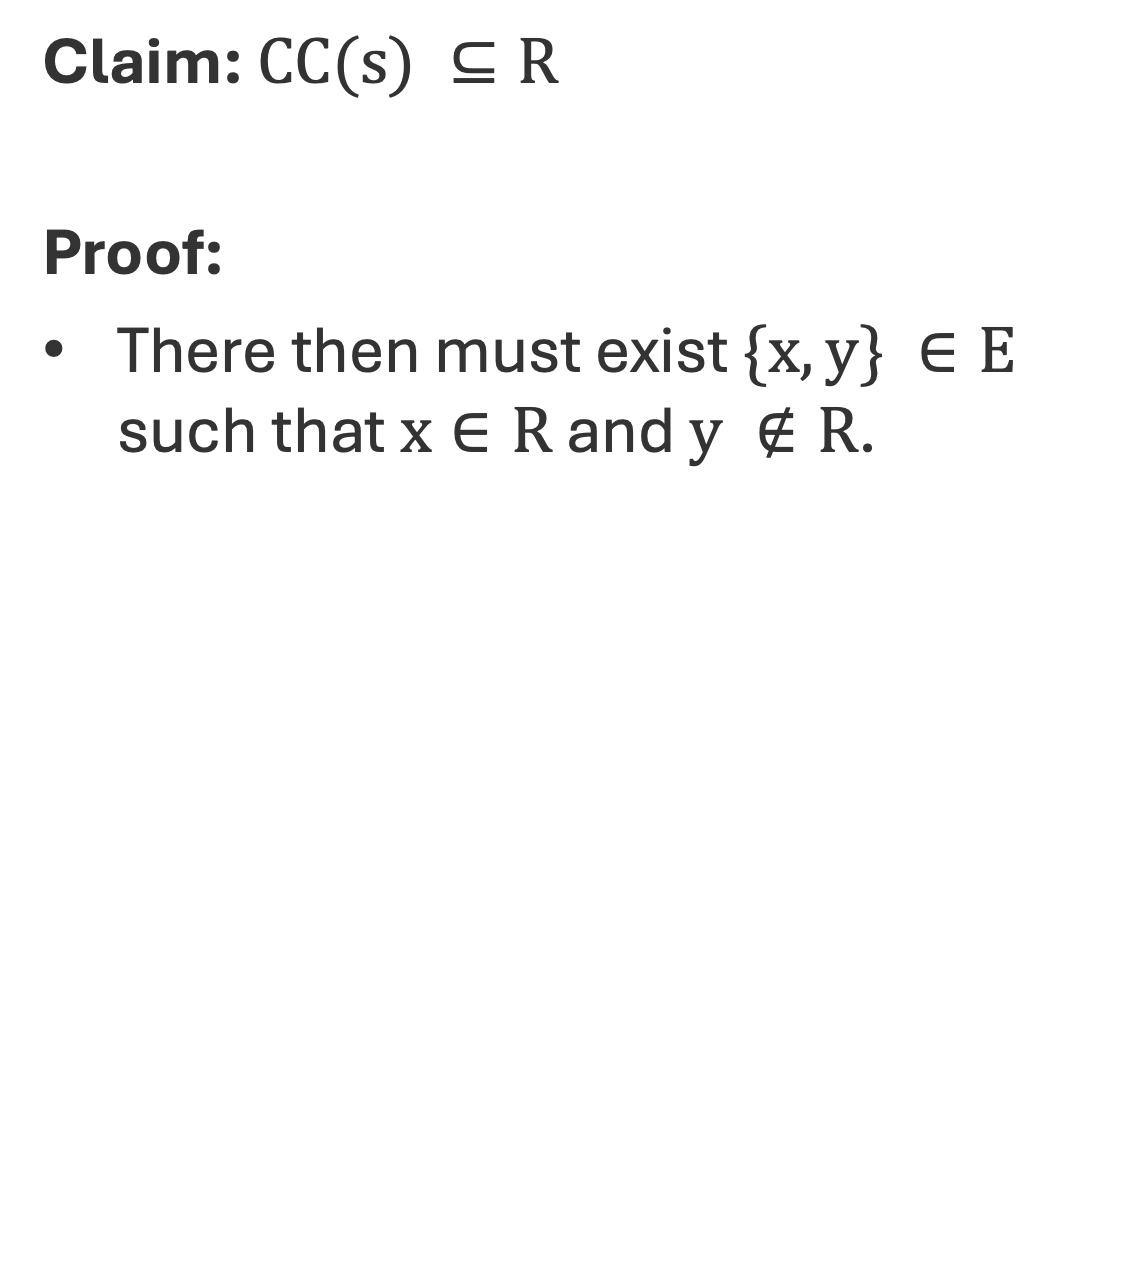 Claim: CC(s) ⊆ R
Proof:
• There then must exist {x, y} ∈ E
such that x ∈ R and y ∉ R.